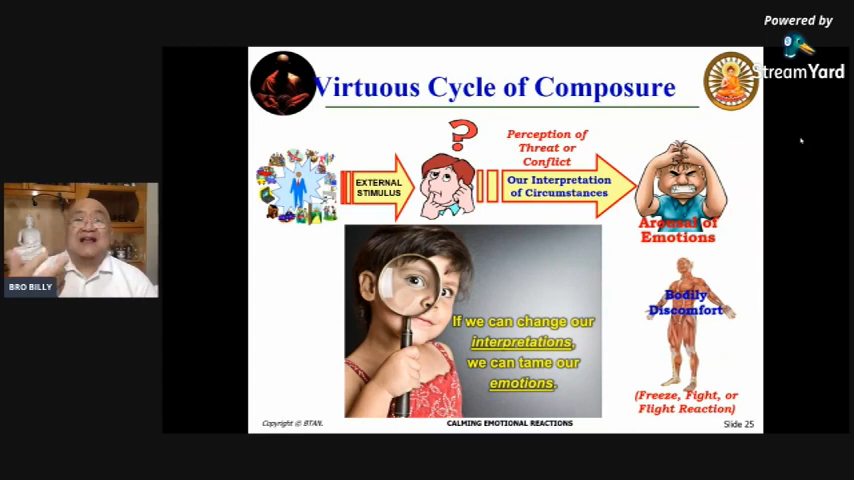 Powered by
StreamYard
Virtuous Cycle of Composure
?
Perception of
Threat or
Conflict
EXTERNAL
STIMULUS
Our Interpretation
of Circumstances
Arousal of
Emotions
If we can change our
interpretations,
we can tame our
emotions.
Bodily
Discomfort
(Freeze, Fight, or
Flight Reaction)
BRO BILLY
Copyright © BTAN.
CALMING EMOTIONAL REACTIONS
Slide 25